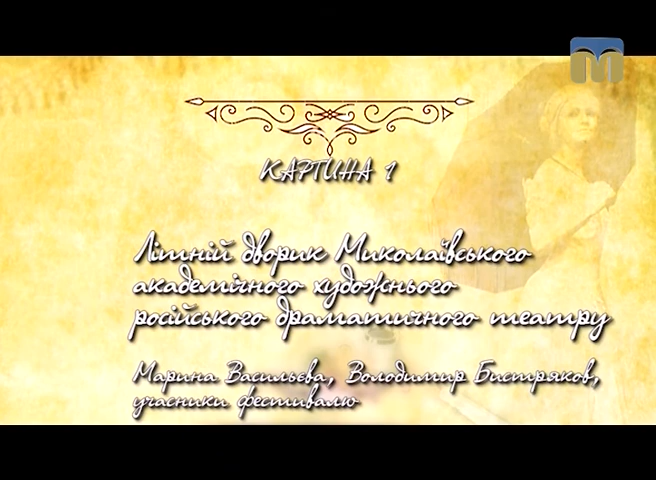 М
КАРТИНА 1
Літній дворик Миколаївського
академічного художнього
російського драматичного театру
Марина Васильєва, Володимир Бистряков,
учасники фестивалю